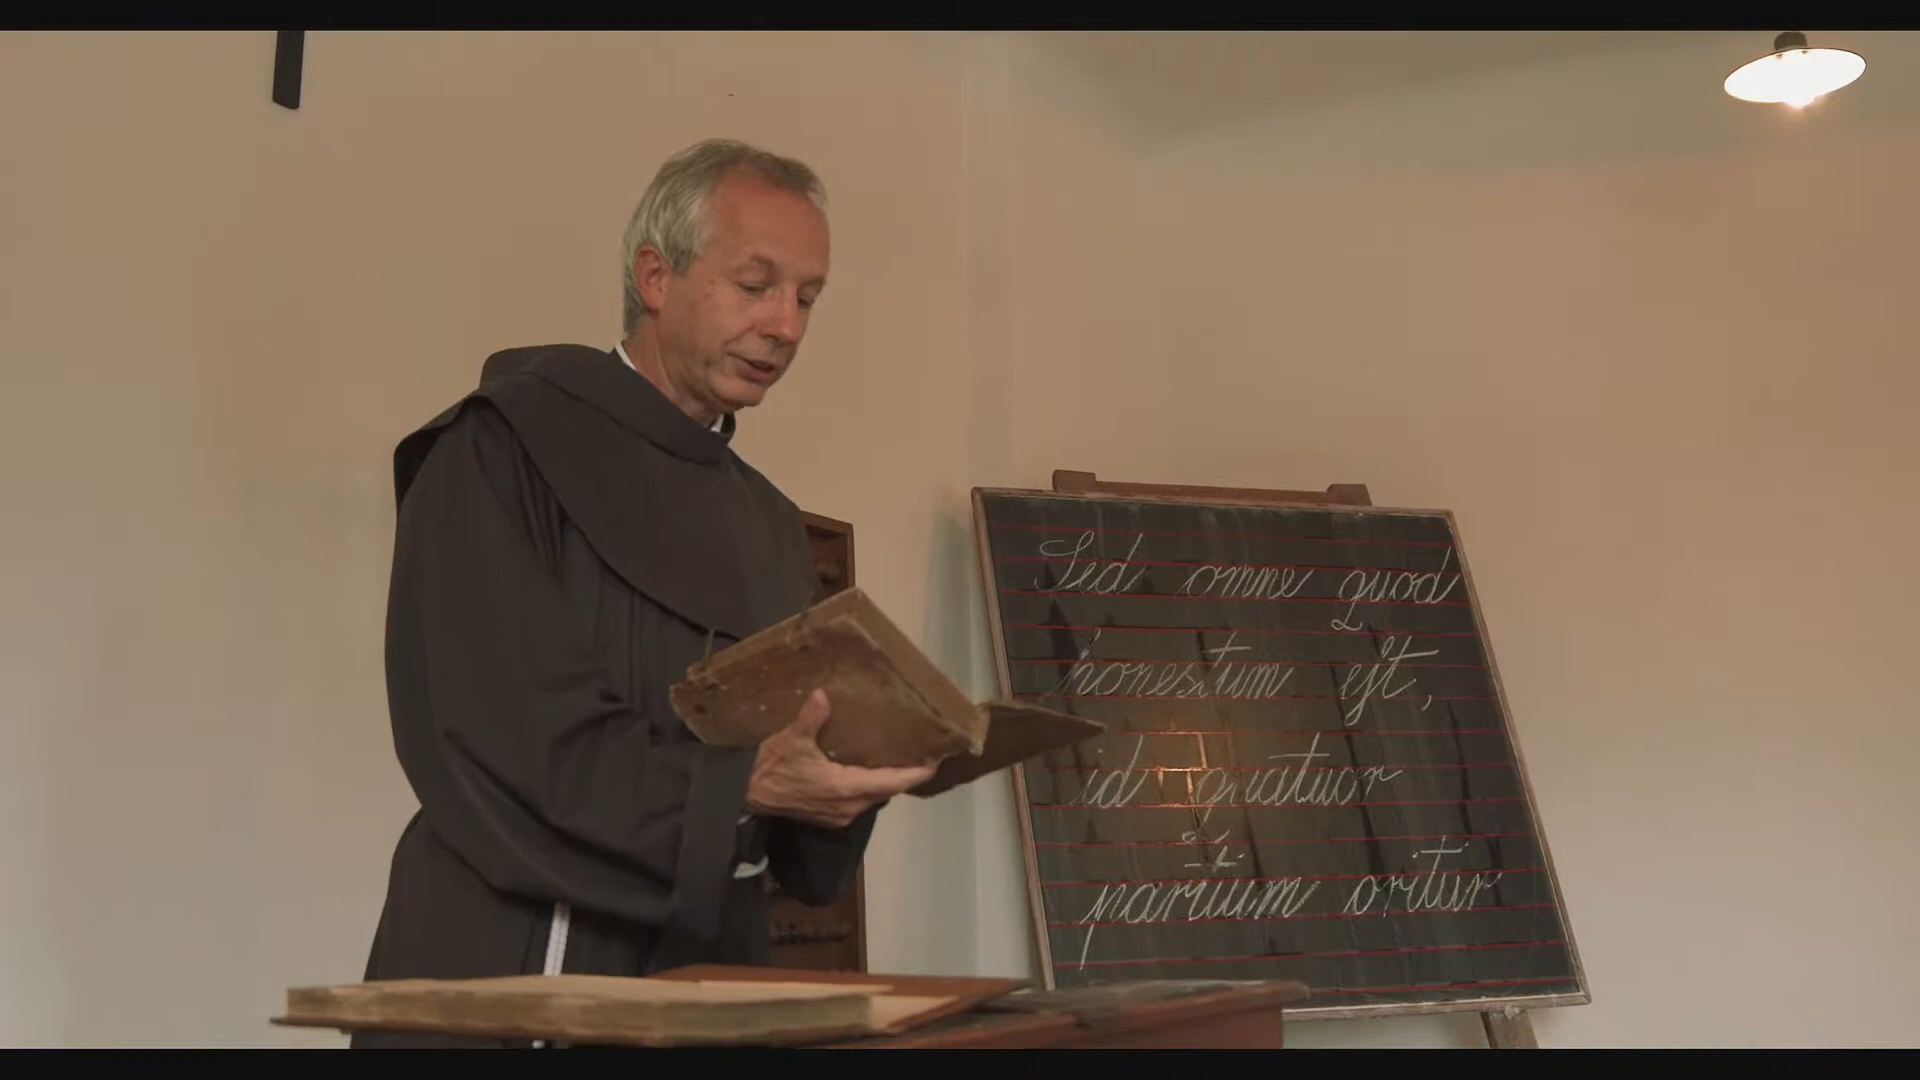 Sed omne quod
honestum est,
id quatuor
partium oritur